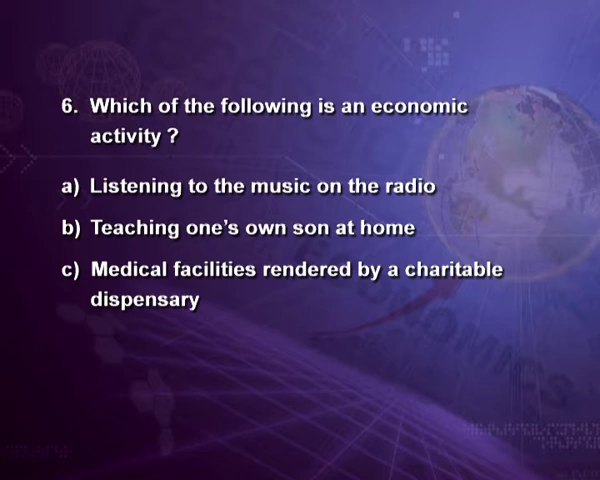 6. Which of the following is an economic
activity ?
a) Listening to the music on the radio
b) Teaching one's own son at home
c) Medical facilities rendered by a charitable
dispensary